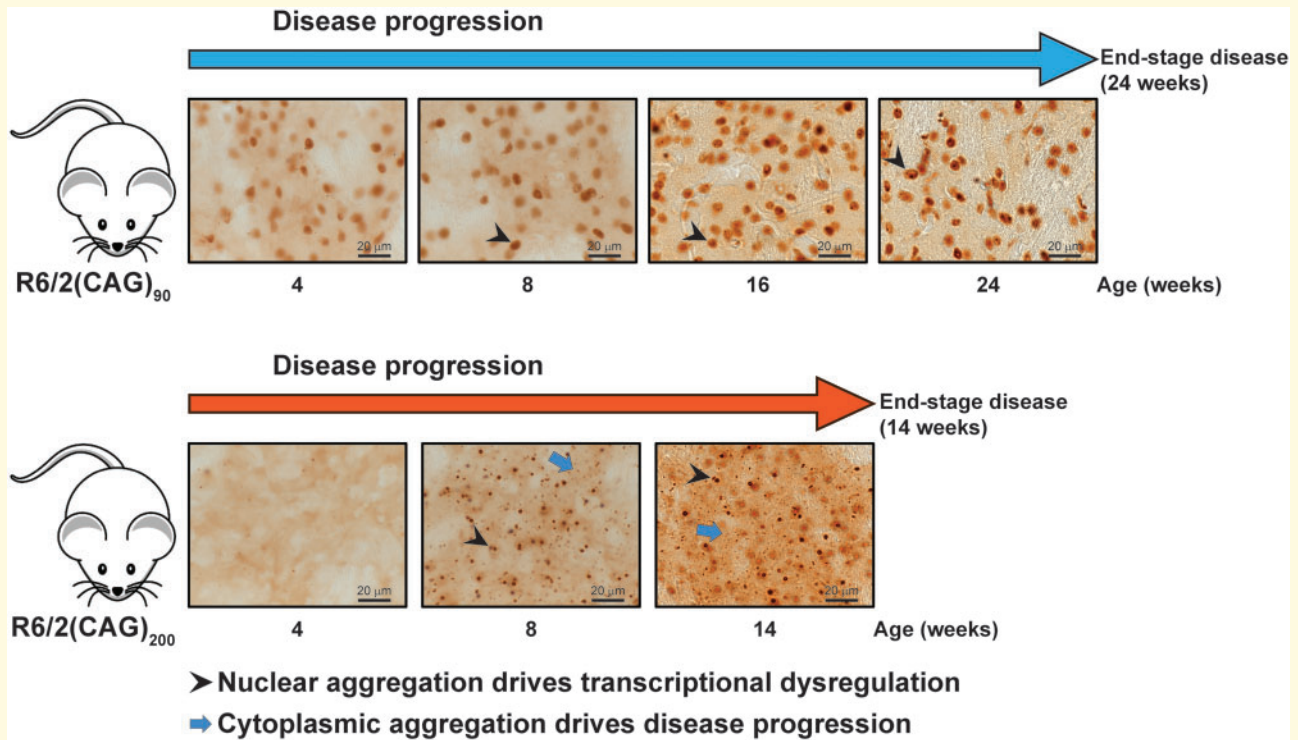 Disease progression
End-stage disease
(24 weeks)
20 µm
20 µm
20 µm
20 µm
R6/2(CAG)₉₀
4
8
16
24
Age (weeks)
Disease progression
End-stage disease
(14 weeks)
20 µm
20 µm
20 µm
R6/2(CAG)₂₀₀
4
8
14
Age (weeks)
Nuclear aggregation drives transcriptional dysregulation
Cytoplasmic aggregation drives disease progression